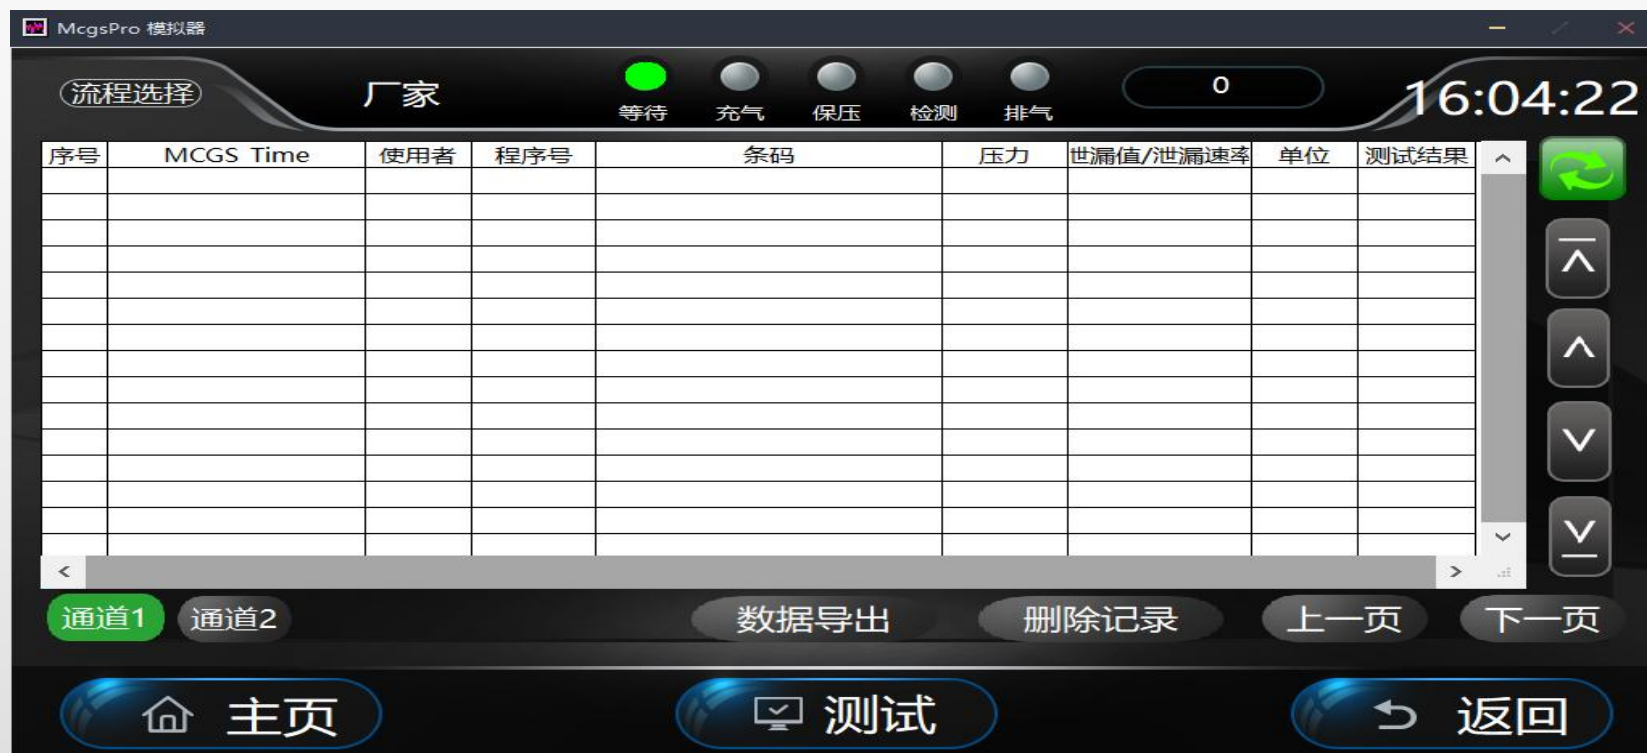 McgsPro 模拟器
流程选择 厂家 0 16:04:22
等待 充气 保压 检测 排气
序号 MCGS Time 使用者 程序号 条码 压力 泄漏值/泄漏速率 单位 测试结果
通道1 通道2 数据导出 删除记录 上一页 下一页
主页 测试 返回